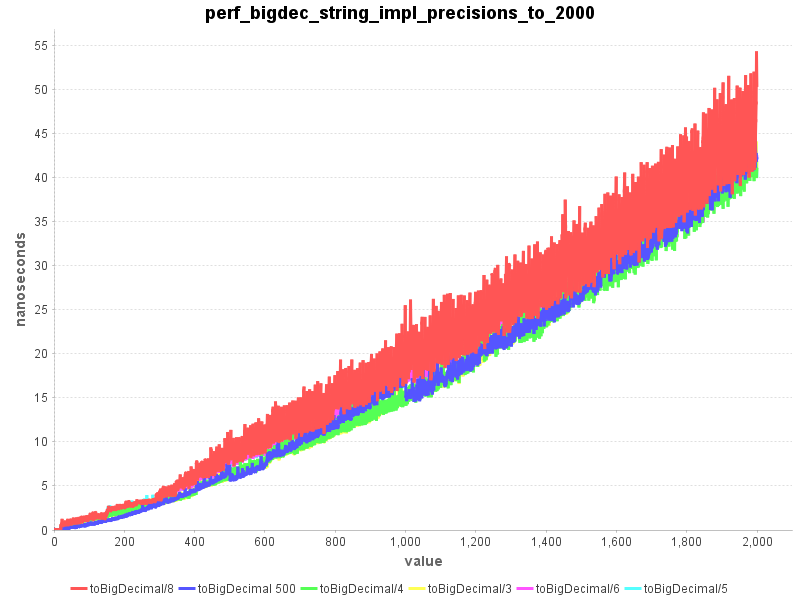 perf_bigdec_string_impl_precisions_to_2000
nanoseconds
55
50
45
40
35
30
25
20
15
10
5
0
0 200 400 600 800 1,000 1,200 1,400 1,600 1,800 2,000
value
toBigDecimal/8 toBigDecimal 500 toBigDecimal/4 toBigDecimal/3 toBigDecimal/6 toBigDecimal/5